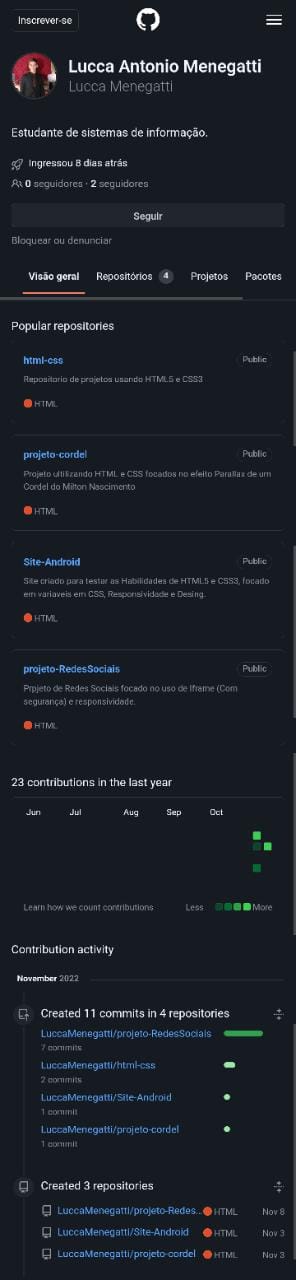 Inscrever-se
Lucca Antonio Menegatti
Lucca Menegatti
Estudante de sistemas de informação.
Ingressou 8 dias atrás
0 seguidores · 2 seguidores
Seguir
Bloquear ou denunciar
Visão geral Repositórios 4 Projetos Pacotes
Popular repositories
html-css Public
Repositorio de projetos usando HTML5 e CSS3
HTML
projeto-cordel Public
Projeto ultilizando HTML e CSS focados no efeito Parallax de um
Cordel do Milton Nascimento
HTML
Site-Android Public
Site criado para testar as Habilidades de HTML5 e CSS3, focado
em variaveis em CSS, Responsividade e Desing.
HTML
projeto-RedesSociais Public
Prpjeto de Redes Sociais focado no uso de Iframe (Com
segurança) e responsividade.
HTML
23 contributions in the last year
Jun Jul Aug Sep Oct
Learn how we count contributions Less More
Contribution activity
November 2022
Created 11 commits in 4 repositories
LuccaMenegatti/projeto-RedesSociais
7 commits
LuccaMenegatti/html-css
2 commits
LuccaMenegatti/Site-Android
1 commit
LuccaMenegatti/projeto-cordel
1 commit
Created 3 repositories
LuccaMenegatti/projeto-Redes... HTML Nov 8
LuccaMenegatti/Site-Android HTML Nov 3
LuccaMenegatti/projeto-cordel HTML Nov 3